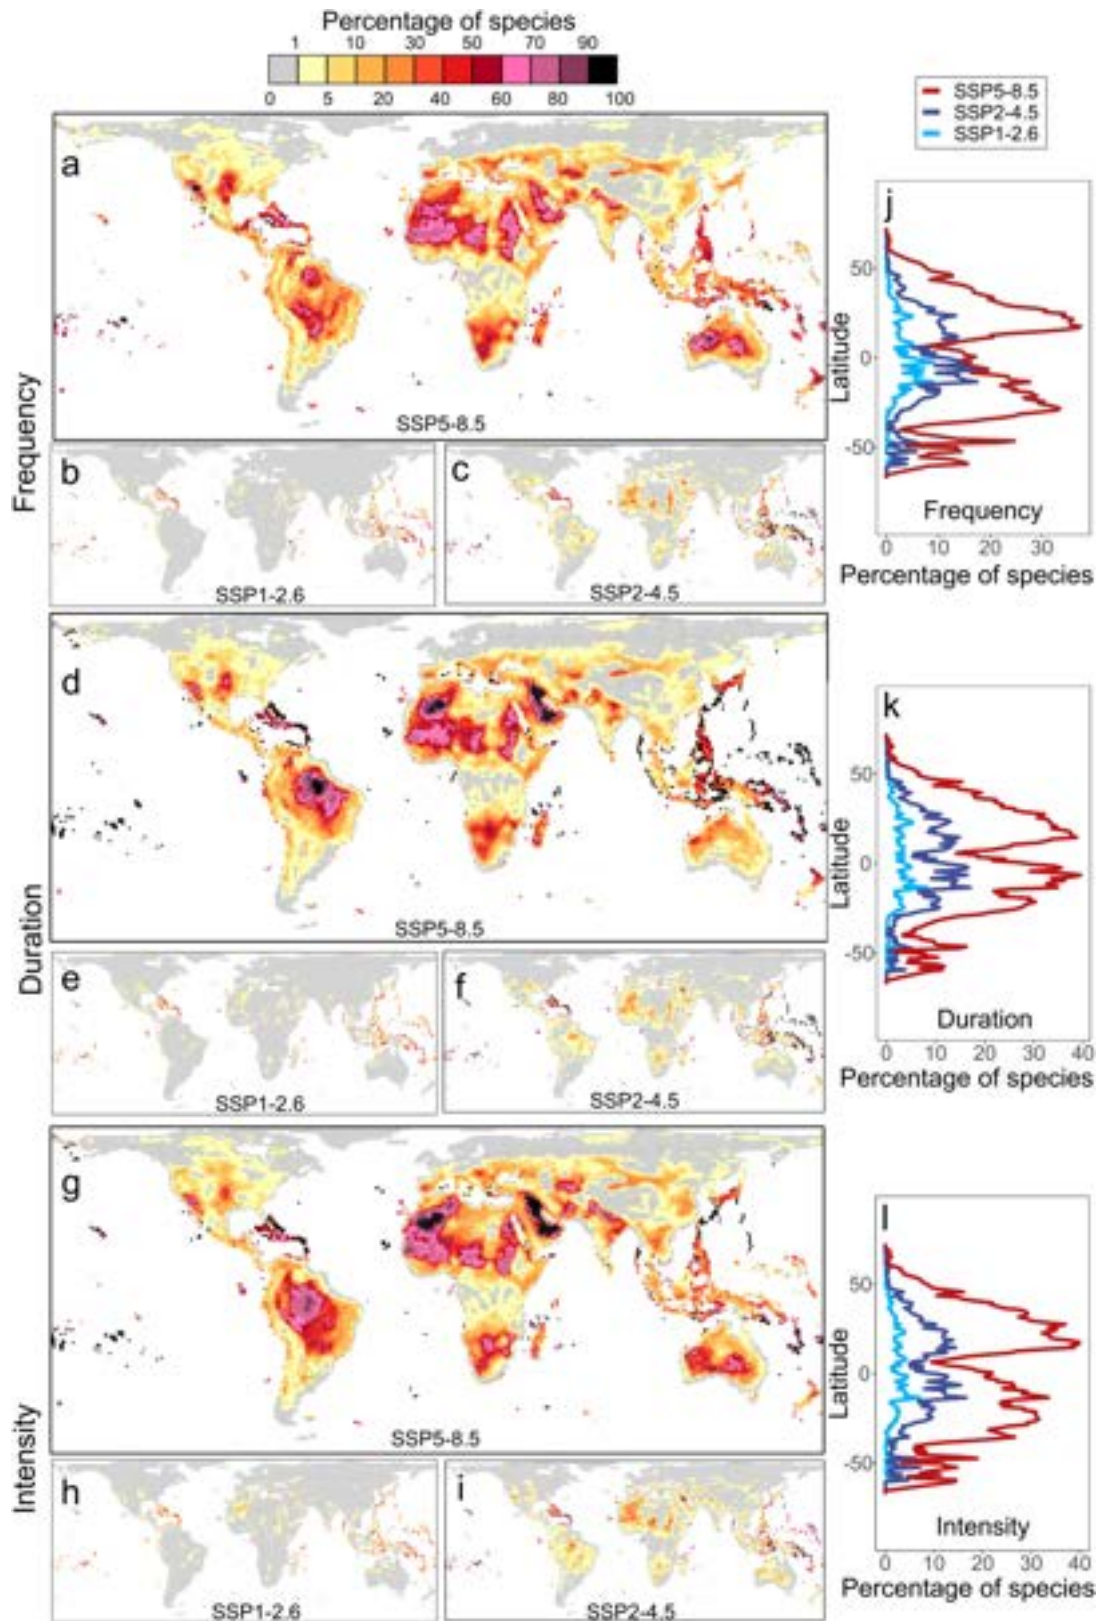 Percentage of species
1 10 30 50 70 90
0 5 20 40 60 80 100
SSP5-8.5
SSP2-4.5
SSP1-2.6
Frequency
a
SSP5-8.5
b
SSP1-2.6
c
SSP2-4.5
j
Latitude
50
0
-50
Frequency
0 10 20 30
Percentage of species
Duration
d
SSP5-8.5
e
SSP1-2.6
f
SSP2-4.5
k
Latitude
50
0
-50
Duration
0 10 20 30 40
Percentage of species
Intensity
g
SSP5-8.5
h
SSP1-2.6
i
SSP2-4.5
l
Latitude
50
0
-50
Intensity
0 10 20 30 40
Percentage of species